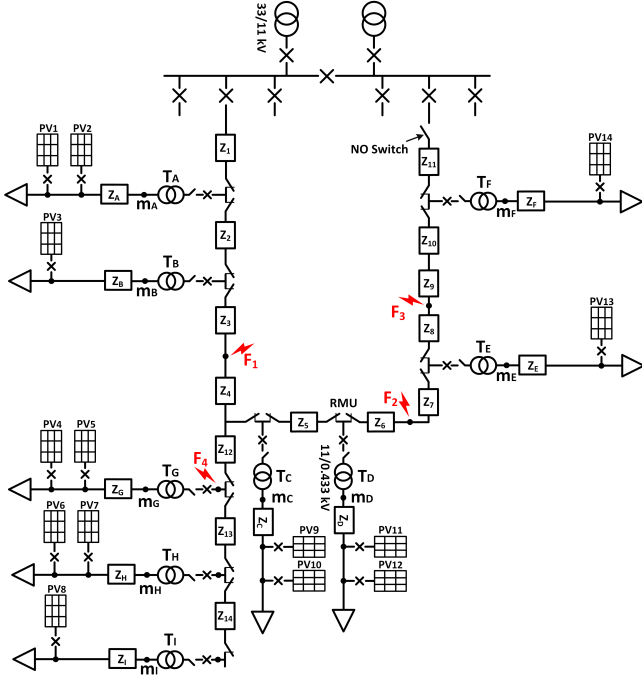 33/11 kV
NO Switch
Z1
Z11
PV1 PV2
PV14
TA
ZA
mA
TF
mF
ZF
PV3
Z2
Z10
TB
ZB
mB
Z9
F3
PV13
Z3
Z8
F1
TE
mE
ZE
Z4
F2
Z7
RMU
Z5
Z6
PV4 PV5
Z12
F4
TG
ZG
mG
TC
mC
11/0.433 kV
TD
mD
PV6 PV7
ZC
ZD
Z13
PV9
PV11
TH
ZH
mH
PV10
PV12
PV8
Z14
TI
ZI
mI